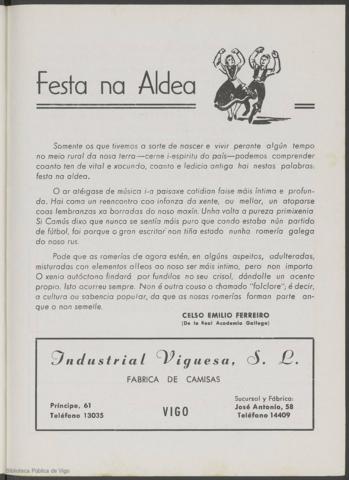 Festa na Aldea
Somente os que tivemos a sorte de nascer e vivir perante algún tempo
no meio rural da nosa terra—cerne i-espirito do país—podemos comprender
coanto ten de vital e xocundo, coanto e ledicia antiga hai nestas palabras:
festa na aldea.
O ar atégase de música i-a paisaxe cotidian faise máis íntima e profun-
da. Hai coma un reencontro coa infanza da xente, ou mellor, un atoparse
coas lembranzas xa borradas do noso maxín. Unha volta a pureza primixenia
Si Camús dixo que nunca se sentía máis puro que cando estaba nún partido
de fútbol, foi porque o gran escritor non tiña estado nunha romería galega
do noso rus.
Pode que as romerías de agora estén, en algúns aspeitos, adulteradas,
misturadas con elementos alleos ao noso ser máis intimo, pero non importa
O xenio autóctono findará por fundilos no seu crisol, dándolle un acento
propio. Isto ocurreu sempre. Non é outra cousa o chamado "folclore", é decir,
a cultura ou sabencia popular, da que as nosas romerías forman parte an-
que o non semelle.
CELSO EMILIO FERREIRO
(De la Real Academia Gallega)
Industrial Viguesa, S. L.
FABRICA DE CAMISAS
Príncipe, 61
Teléfono 13035
VIGO
Sucursal y Fábrica:
José Antonio, 58
Teléfono 14409
Biblioteca Pública de Vigo